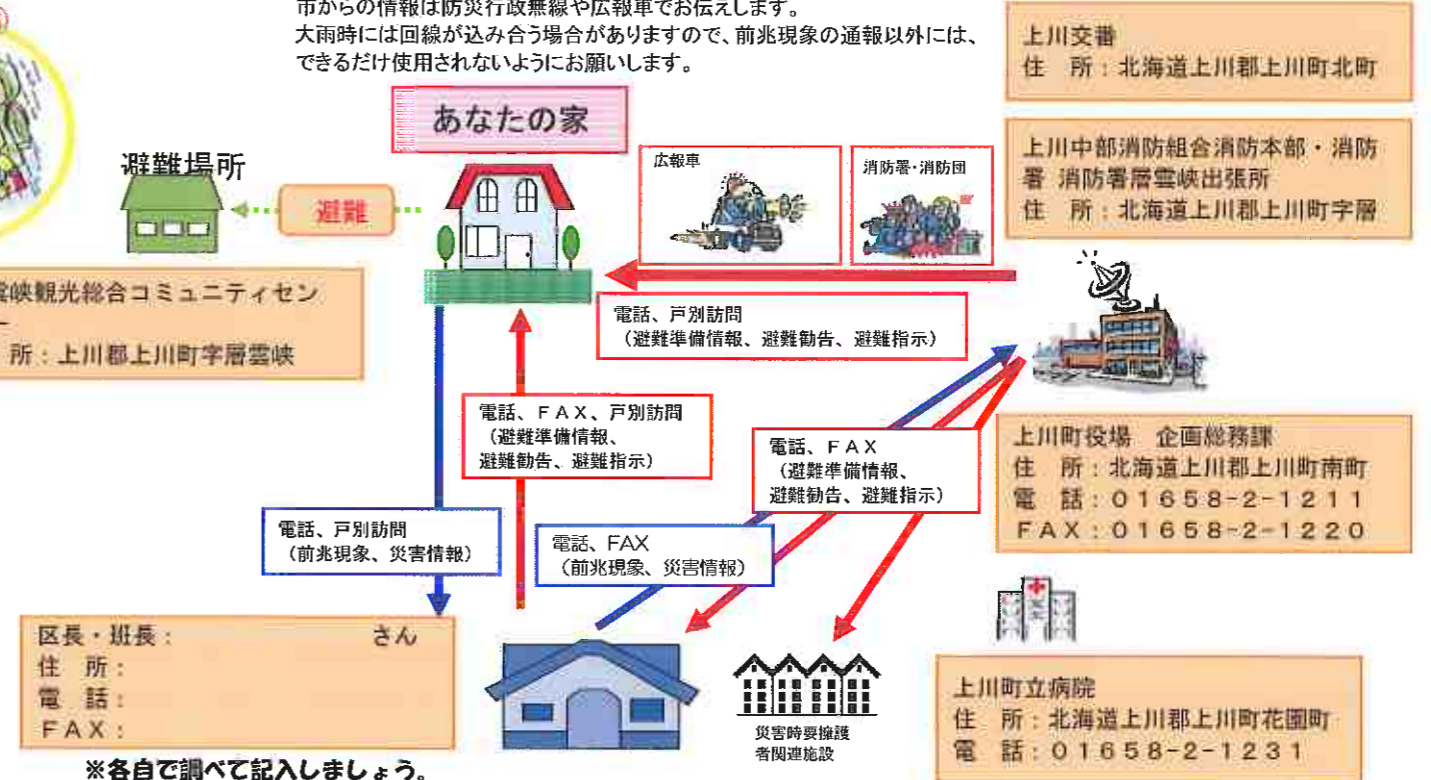 市からの情報は防災行政無線や広報車でお伝えします。
大雨時には回線が込み合う場合がありますので、前兆現象の通報以外には、
できるだけ使用されないようにお願いします。
上川交番
住　所：北海道上川郡上川町北町
あなたの家
上川中部消防組合消防本部・消防
署 消防署層雲峡出張所
住　所：北海道上川郡上川町字層
避難場所
避難
広報車
消防署・消防団
雲峡観光総合コミュニティセン
ー
所：上川郡上川町字層雲峡
電話、戸別訪問
（避難準備情報、避難勧告、避難指示）
電話、ＦＡＸ、戸別訪問
（避難準備情報、
避難勧告、避難指示）
電話、ＦＡＸ
（避難準備情報、
避難勧告、避難指示）
上川町役場　企画総務課
住　所：北海道上川郡上川町南町
電　話：０１６５８-２-１２１１
ＦＡＸ：０１６５８-２-１２２０
電話、戸別訪問
（前兆現象、災害情報）
電話、FAX
（前兆現象、災害情報）
区長・班長：　　　　　　　　さん
住　所：
電　話：
ＦＡＸ：
※各自で調べて記入しましょう。
災害時要擁護
者関連施設
上川町立病院
住　所：北海道上川郡上川町花園町
電　話：０１６５８-２-１２３１